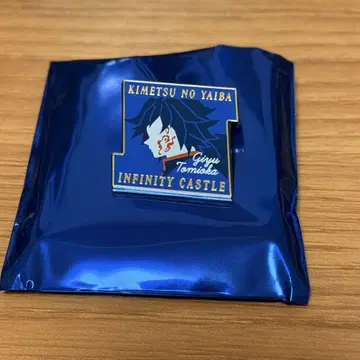 KIMETSU NO YAIBA
Giyu
Tomioka
INFINITY CASTLE